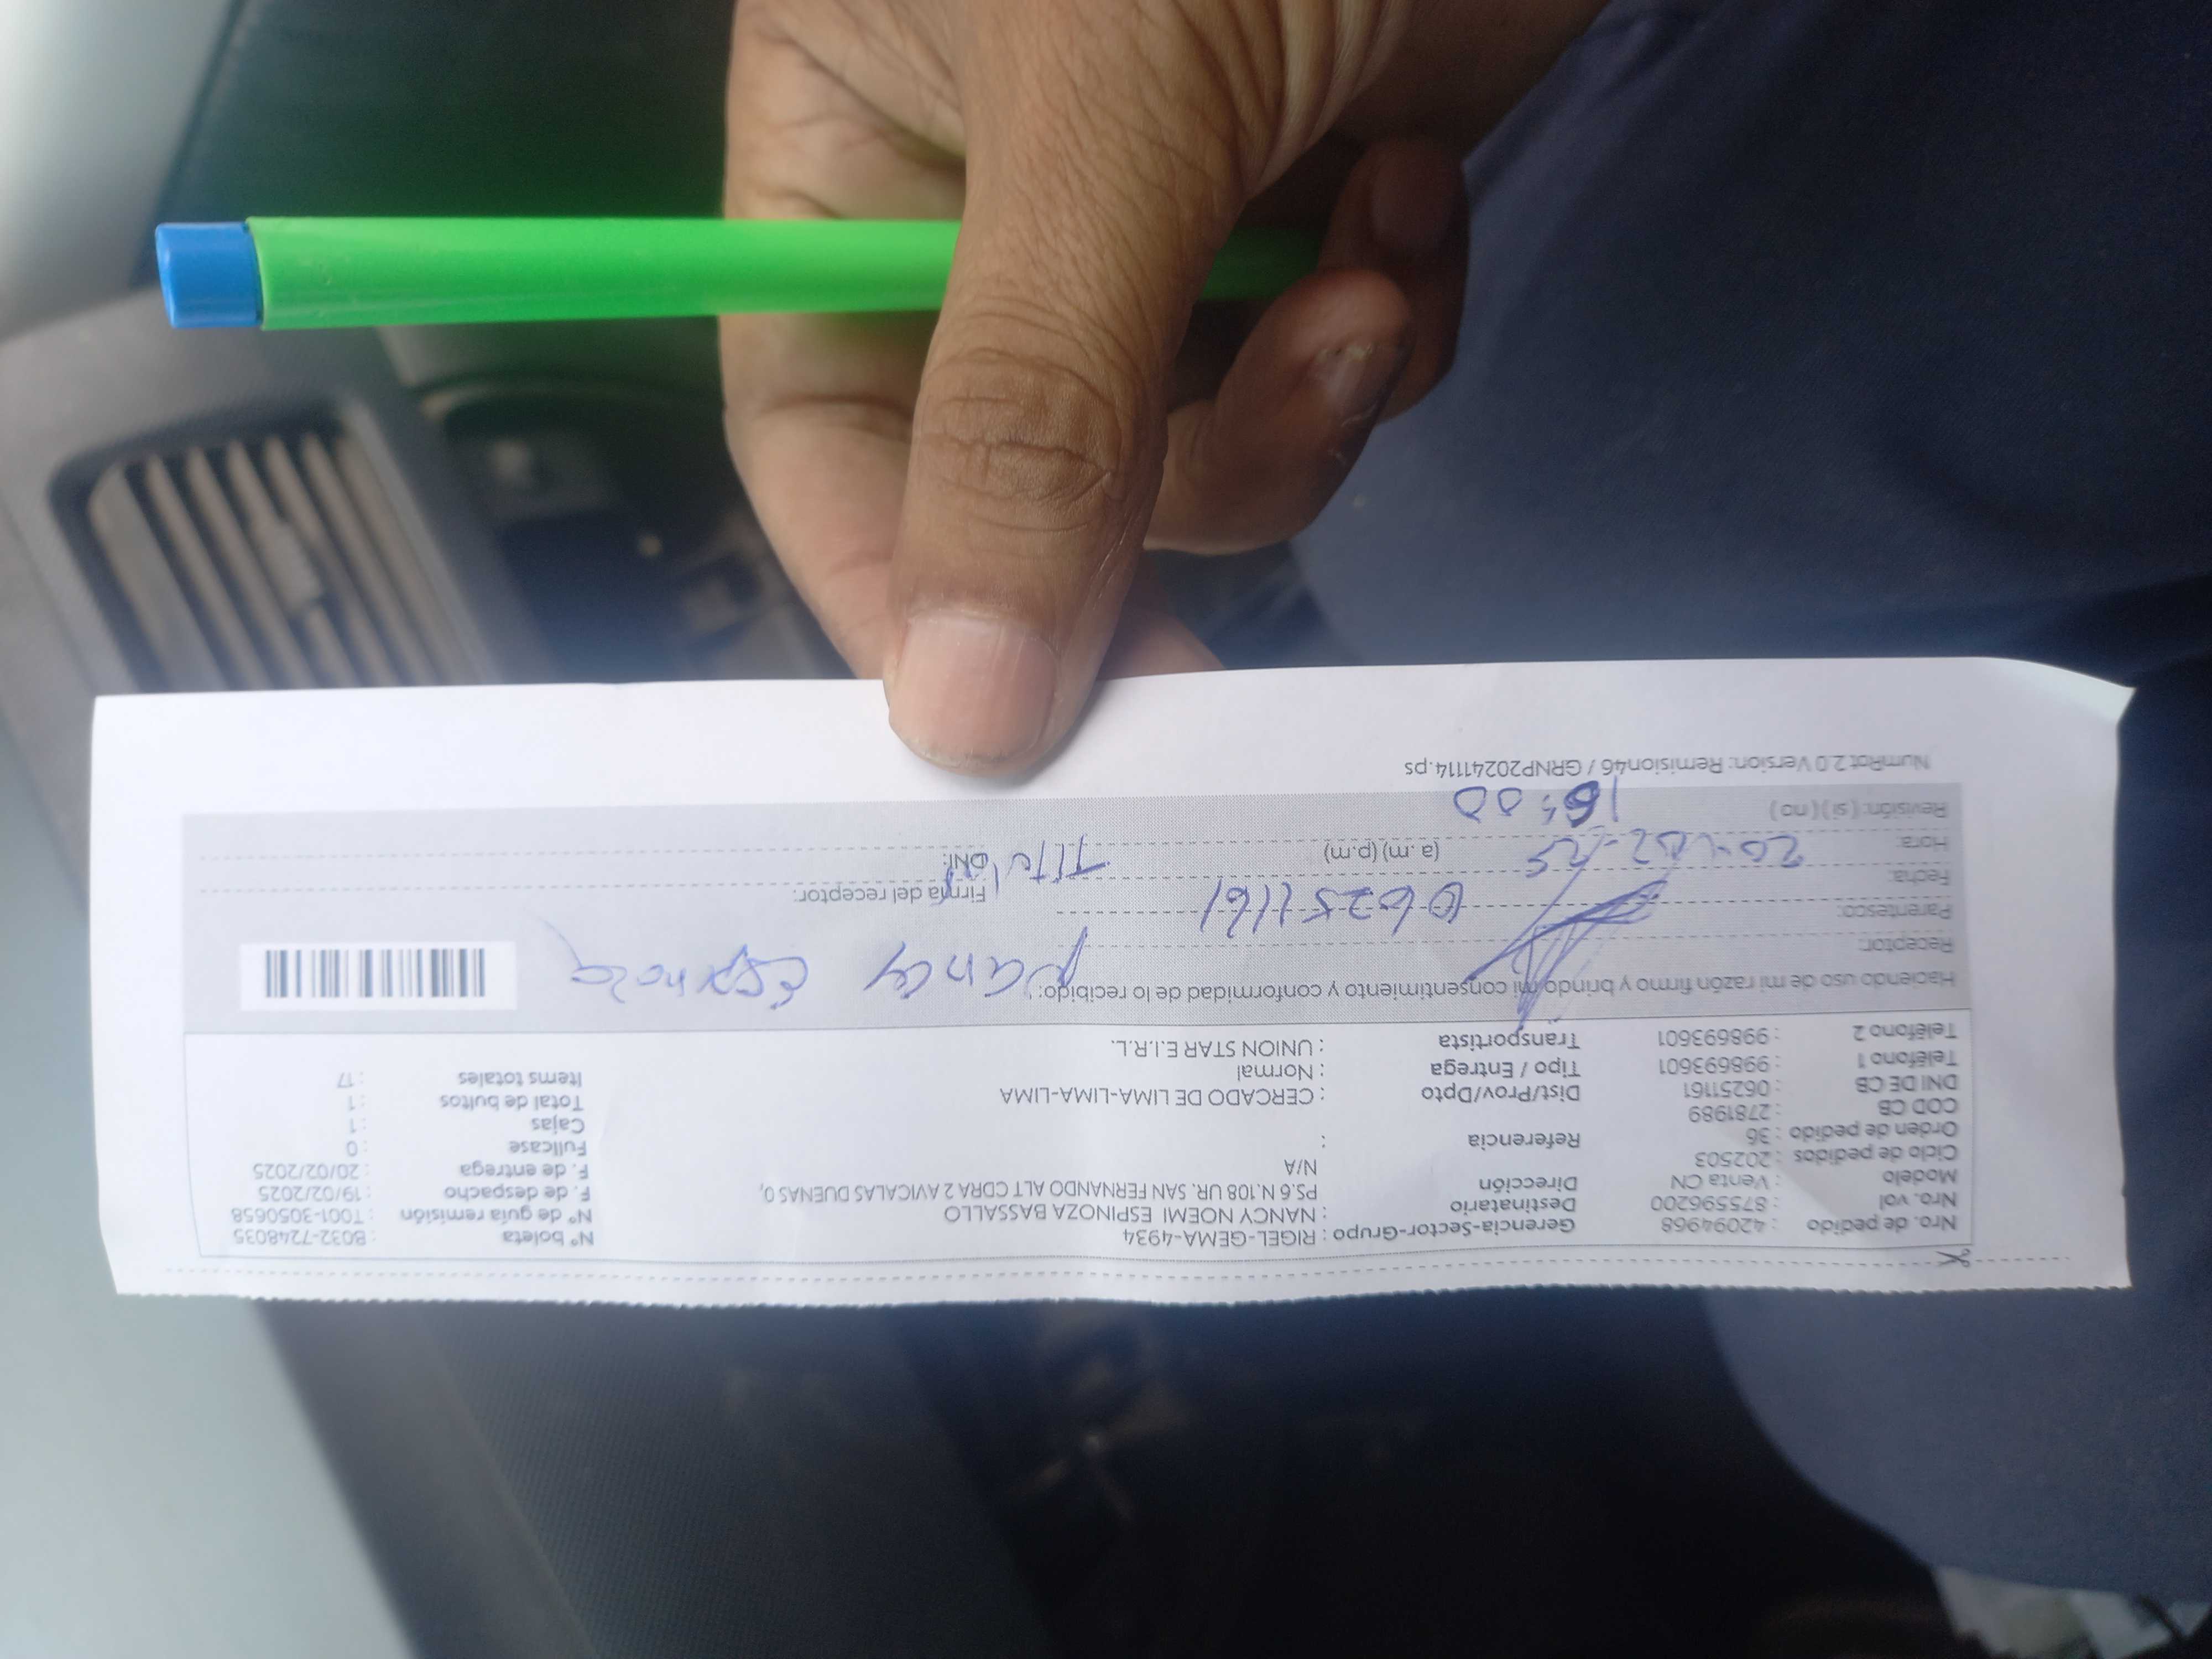 Nro. de pedido : 42094968 Gerencia-Sector-Grupo : RIGEL-GEMA-4934 N° boleta : B032-7248035
Nro. vol : 875596200 Destinatario : NANCY NOEMI ESPINOZA BASSALLO N° de guía remisión : T001-3050658
Modelo : Venta CN Dirección PS.6 N.108 UR. SAN FERNANDO ALT CDRA 2 AVICALAS DUENAS 0, F. de despacho : 19/02/2025
Ciclo de pedidos : 202503 N/A F. de entrega : 20/02/2025
Orden de pedido : 36 Referencia : Fullcase : 0
COD CB : 2781989 Cajas : 1
DNI DE CB : 06251161 Dist/Prov/Dpto : CERCADO DE LIMA-LIMA-LIMA Total de bultos : 1
Teléfono 1 : 998693601 Tipo / Entrega : Normal Items totales : 17
Teléfono 2 : 998693601 Transportista : UNION STAR E.I.R.L.
Haciendo uso de mi razón firmo y brindo mi consentimiento y conformidad de lo recibido:
Nancy Espinoza
Receptor:
Parentesco: 06251161
Fecha: Firma del receptor:
Hora: 20-02-25 (a.m) (p.m) DNI: Titular
Revisión: ( si ) ( no ) 16:00
NumRot 2.0 Version: Remision46 / GRNP20241114.ps